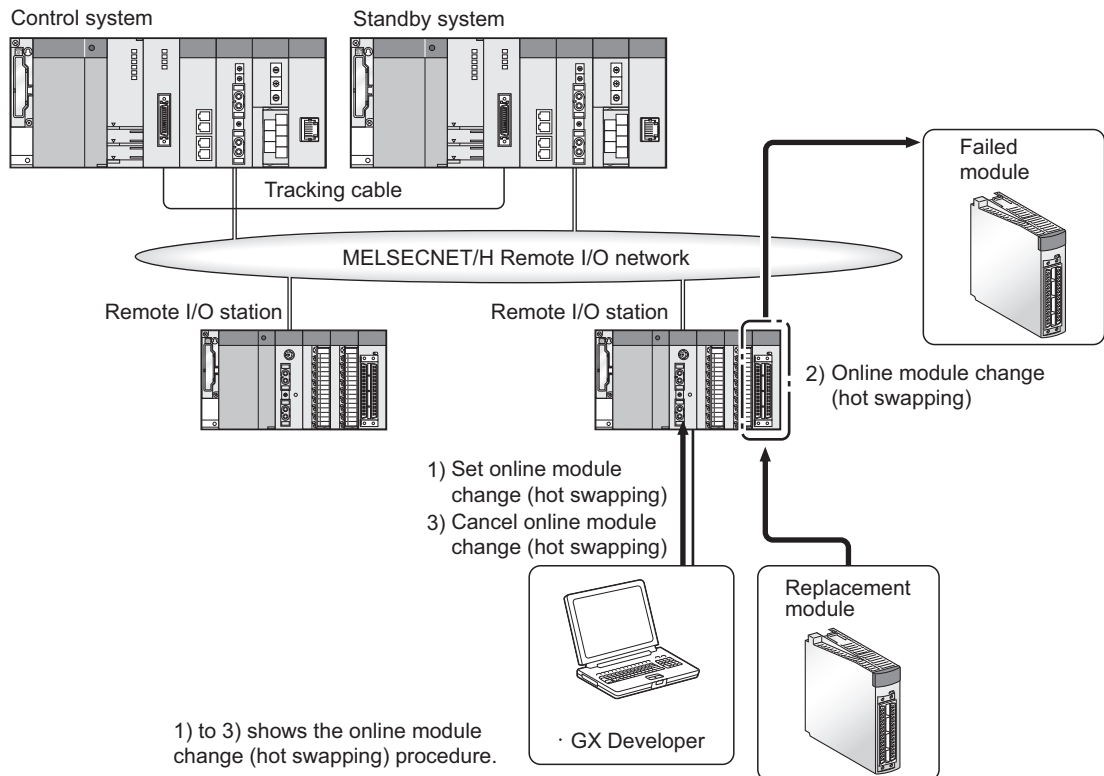 Control system
Standby system
Tracking cable
Failed
module
MELSECNET/H Remote I/O network
Remote I/O station
Remote I/O station
2) Online module change
(hot swapping)
1) Set online module
change (hot swapping)
3) Cancel online module
change (hot swapping)
Replacement
module
· GX Developer
1) to 3) shows the online module
change (hot swapping) procedure.